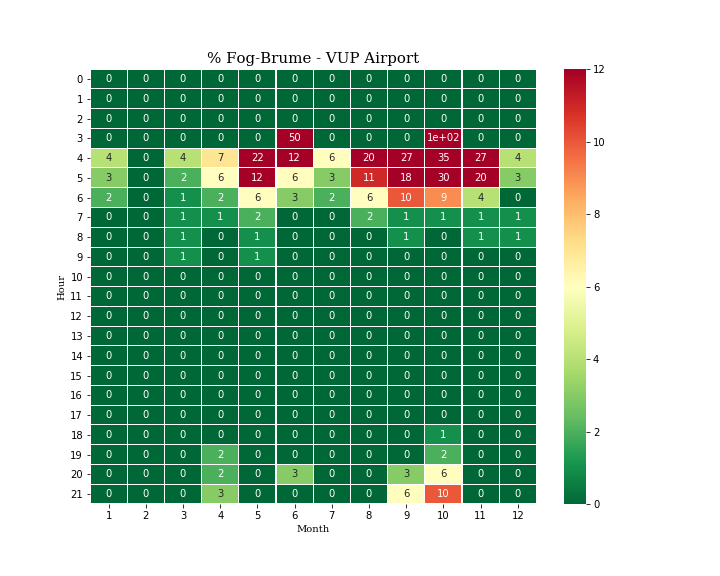 % Fog-Brume - VUP Airport
0 0 0 0 0 0 0 0 0 0 0 0 0
1 0 0 0 0 0 0 0 0 0 0 0 0
2 0 0 0 0 0 0 0 0 0 0 0 0
3 0 0 0 0 0 50 0 0 0 1e+02 0 0
4 4 0 4 7 22 12 6 20 27 35 27 4
5 3 0 2 6 12 6 3 11 18 30 20 3
6 2 0 1 2 6 3 2 6 10 9 4 0
7 0 0 1 1 2 0 0 2 1 1 1 1
8 0 0 1 0 1 0 0 0 1 0 1 1
9 0 0 1 0 1 0 0 0 0 0 0 0
10 0 0 0 0 0 0 0 0 0 0 0 0
11 0 0 0 0 0 0 0 0 0 0 0 0
12 0 0 0 0 0 0 0 0 0 0 0 0
13 0 0 0 0 0 0 0 0 0 0 0 0
14 0 0 0 0 0 0 0 0 0 0 0 0
15 0 0 0 0 0 0 0 0 0 0 0 0
16 0 0 0 0 0 0 0 0 0 0 0 0
17 0 0 0 0 0 0 0 0 0 0 0 0
18 0 0 0 0 0 0 0 0 0 1 0 0
19 0 0 0 2 0 0 0 0 0 2 0 0
20 0 0 0 2 0 3 0 0 3 6 0 0
21 0 0 0 3 0 0 0 0 6 10 0 0
1 2 3 4 5 6 7 8 9 10 11 12
Month
Hour
12
10
8
6
4
2
0